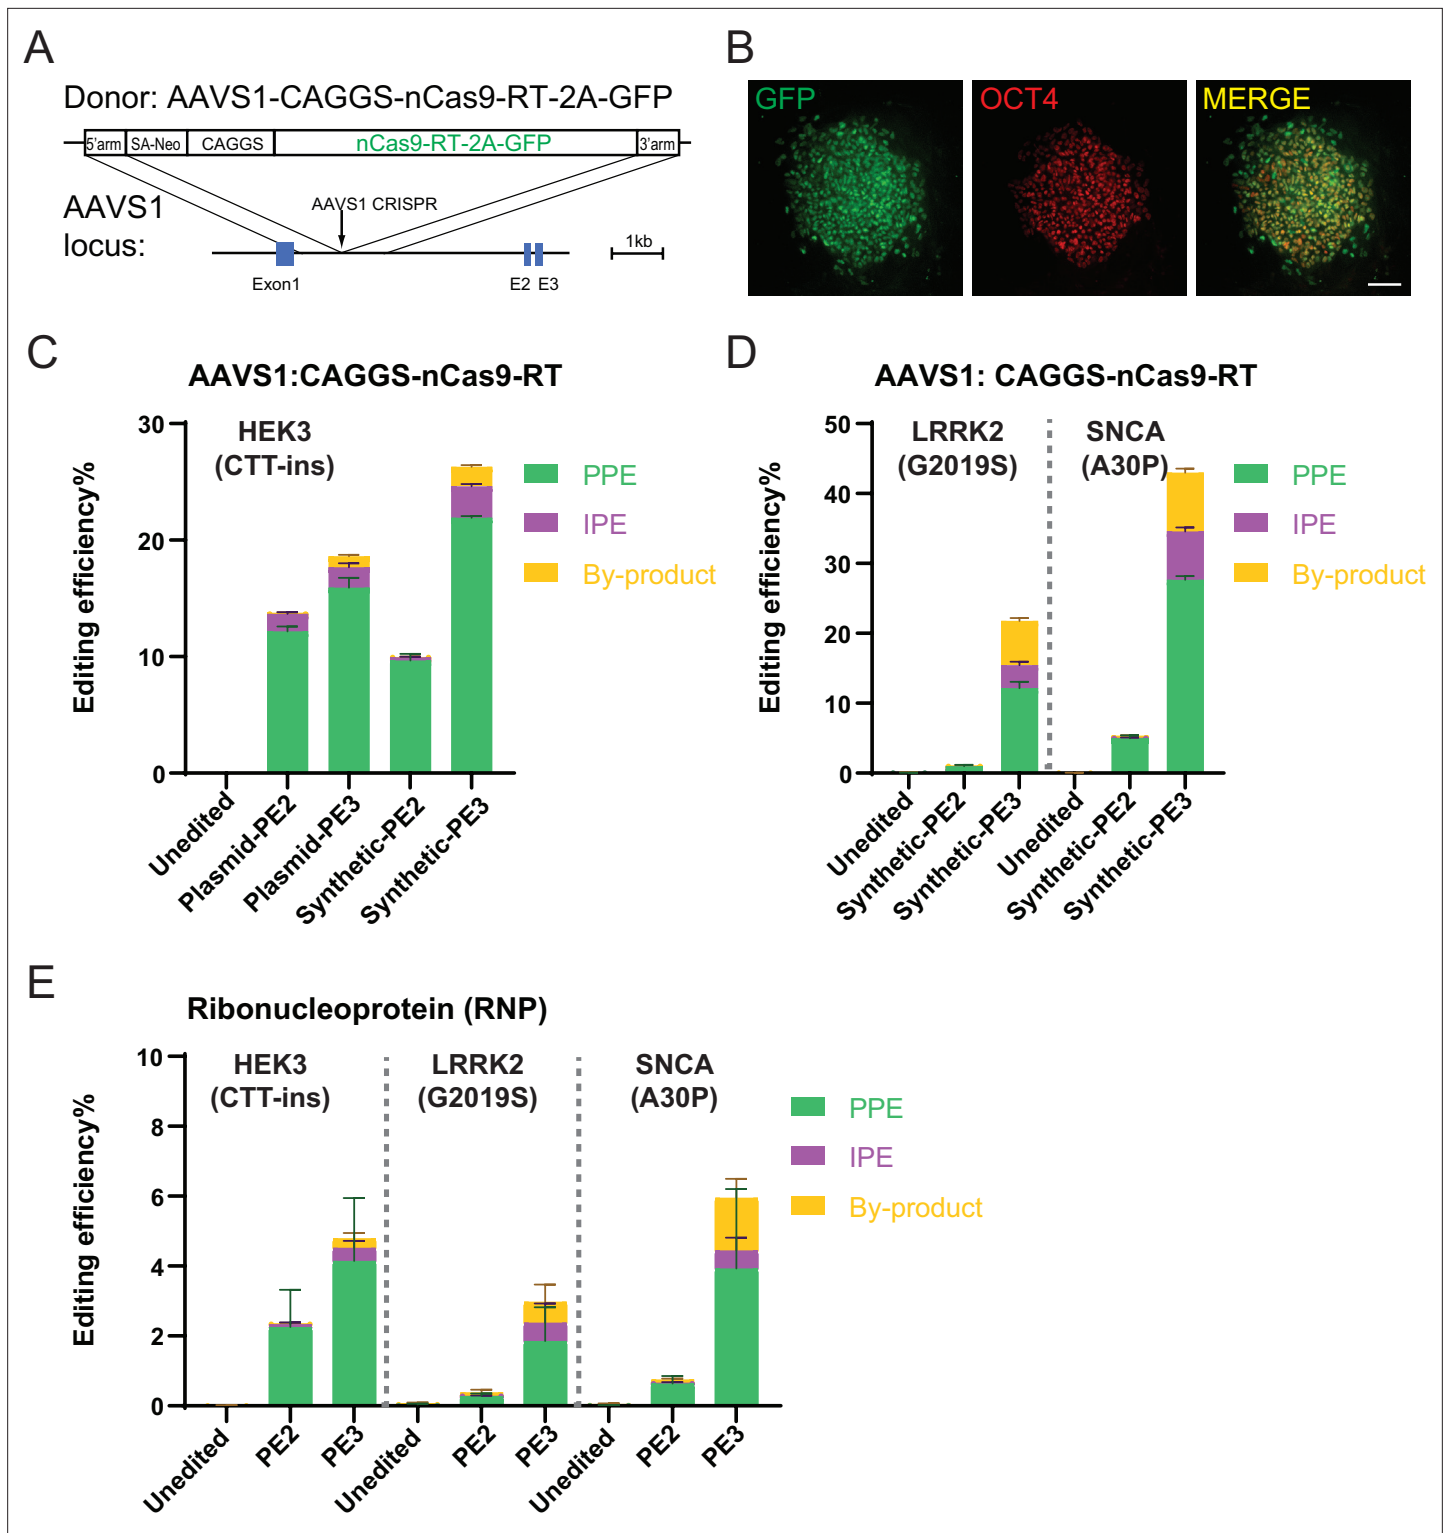 A
Donor: AAVS1-CAGGS-nCas9-RT-2A-GFP
5'arm SA-Neo CAGGS nCas9-RT-2A-GFP 3'arm
AAVS1
locus:
AAVS1 CRISPR
1kb
Exon1 E2 E3
B
GFP OCT4 MERGE
C
AAVS1:CAGGS-nCas9-RT
HEK3
(CTT-ins)
Editing efficiency%
30
20
10
0
PPE
IPE
By-product
Unedited
Plasmid-PE2
Plasmid-PE3
Synthetic-PE2
Synthetic-PE3
D
AAVS1: CAGGS-nCas9-RT
LRRK2
(G2019S)
SNCA
(A30P)
Editing efficiency%
50
40
30
20
10
0
PPE
IPE
By-product
Unedited
Synthetic-PE2
Synthetic-PE3
Unedited
Synthetic-PE2
Synthetic-PE3
E
Ribonucleoprotein (RNP)
HEK3
(CTT-ins)
LRRK2
(G2019S)
SNCA
(A30P)
Editing efficiency%
10
8
6
4
2
0
PPE
IPE
By-product
Unedited
PE2
PE3
Unedited
PE2
PE3
Unedited
PE2
PE3